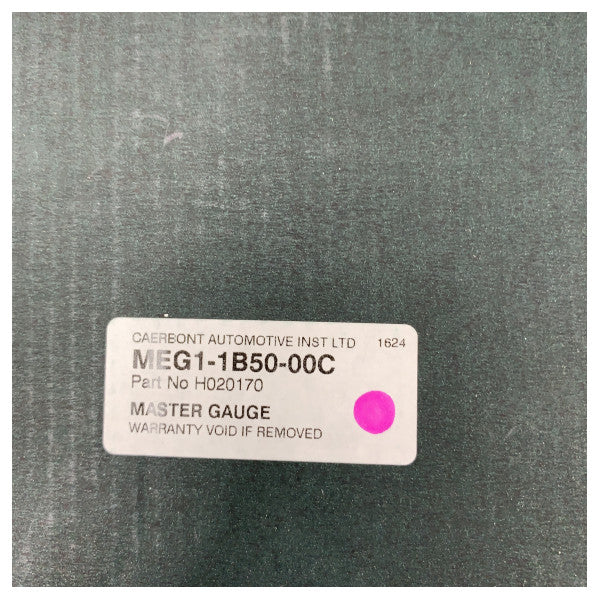 CAERBONT AUTOMOTIVE INST LTD 1624
MEG1-1B50-00C
Part No H020170
MASTER GAUGE
WARRANTY VOID IF REMOVED